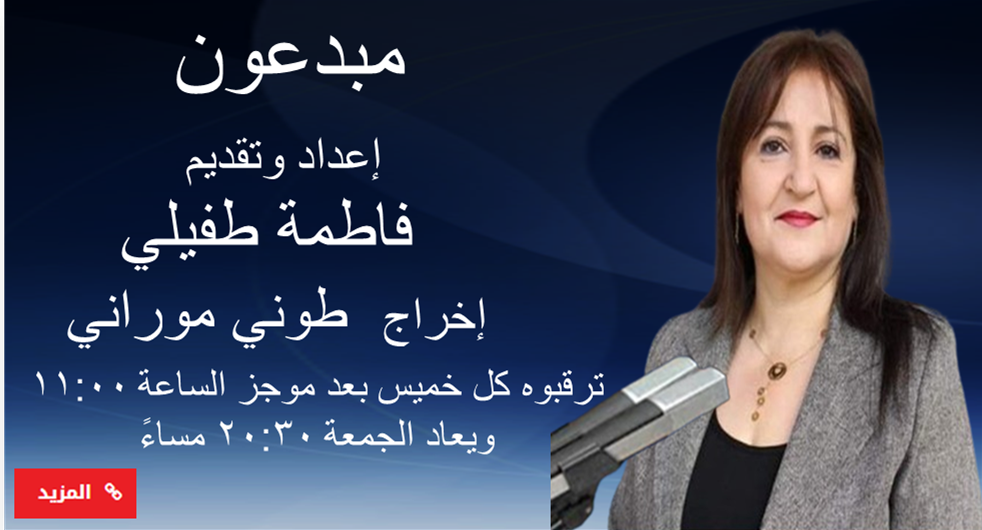 مبدعون
إعداد وتقديم
فاطمة طفيلي
إخراج طوني موراني
ترقبوه كل خميس بعد موجز الساعة ١١:٠٠
ويعاد الجمعة ٢٠:٣٠ مساءً
المزيد